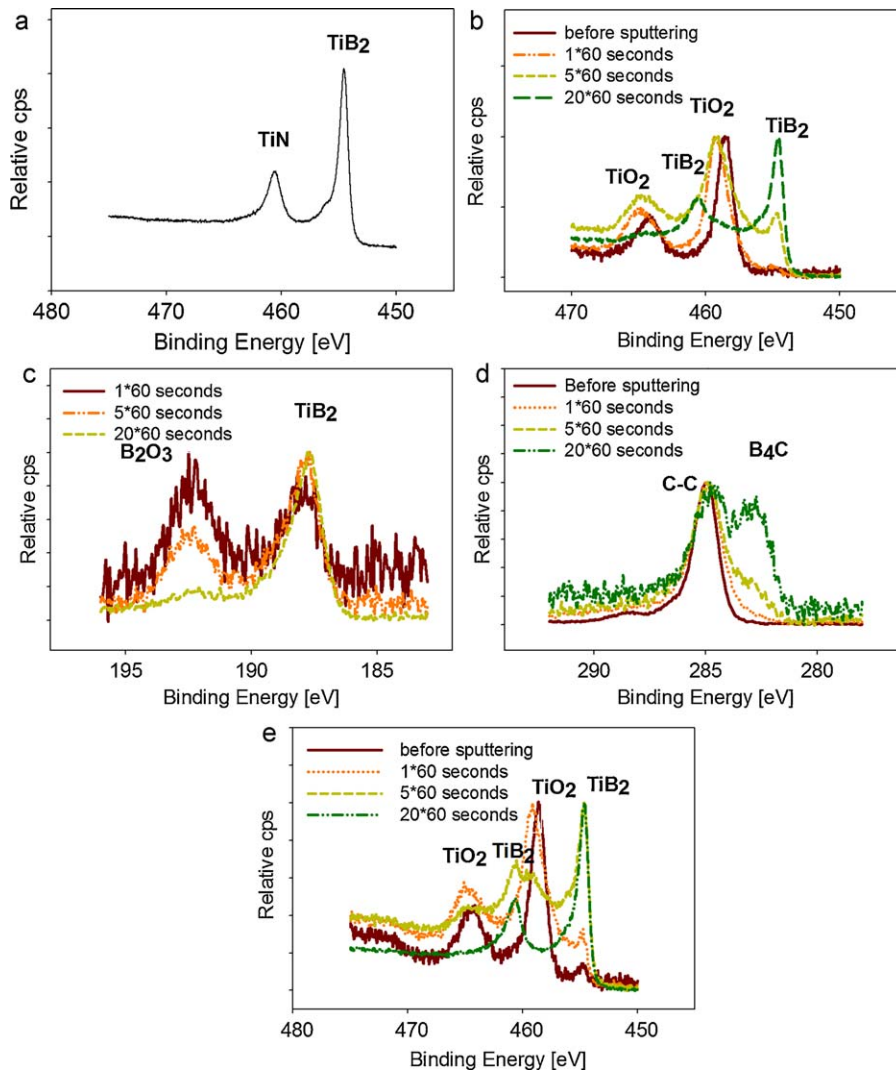 a
TiB2
TiN
Relative cps
480 470 460 450
Binding Energy [eV]
b
before sputtering
1*60 seconds
5*60 seconds
20*60 seconds
TiO2
TiB2
TiB2
TiO2
Relative cps
470 460 450
Binding Energy [eV]
c
1*60 seconds
5*60 seconds
20*60 seconds
TiB2
B2O3
Relative cps
195 190 185
Binding Energy [eV]
d
Before sputtering
1*60 seconds
5*60 seconds
20*60 seconds
B4C
C-C
Relative cps
290 285 280
Binding Energy [eV]
e
before sputtering
1*60 seconds
5*60 seconds
20*60 seconds
TiO2
TiB2
TiO2
TiB2
Relative cps
480 470 460 450
Binding Energy [eV]